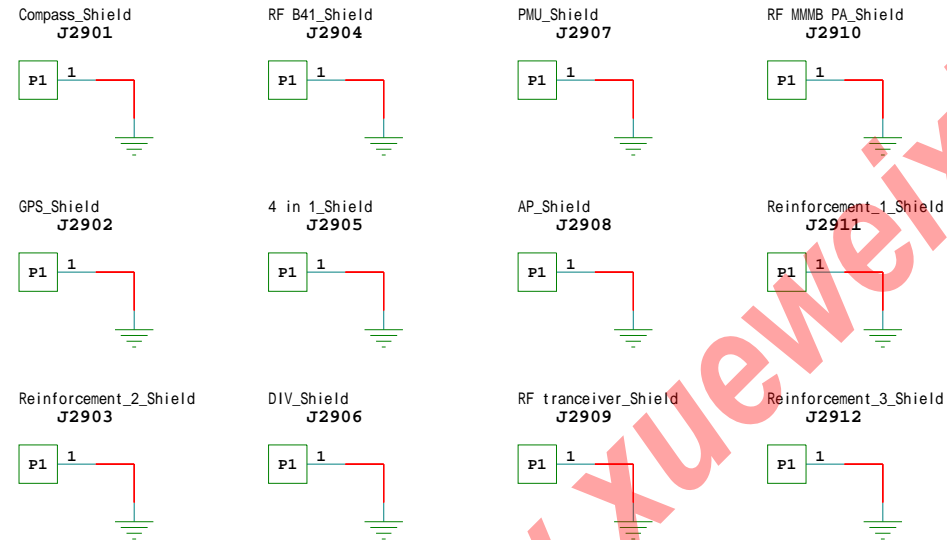 Compass_Shield RF B41_Shield PMU_Shield RF MMMB PA_Shield
J2901 J2904 J2907 J2910
P1 1 P1 1 P1 1 P1 1
GPS_Shield 4 in 1_Shield AP_Shield Reinforcement_1_Shield
J2902 J2905 J2908 J2911
P1 1 P1 1 P1 1 P1 1
Reinforcement_2_Shield DIV_Shield RF tranceiver_Shield Reinforcement_3_Shield
J2903 J2906 J2909 J2912
P1 1 P1 1 P1 1 P1 1